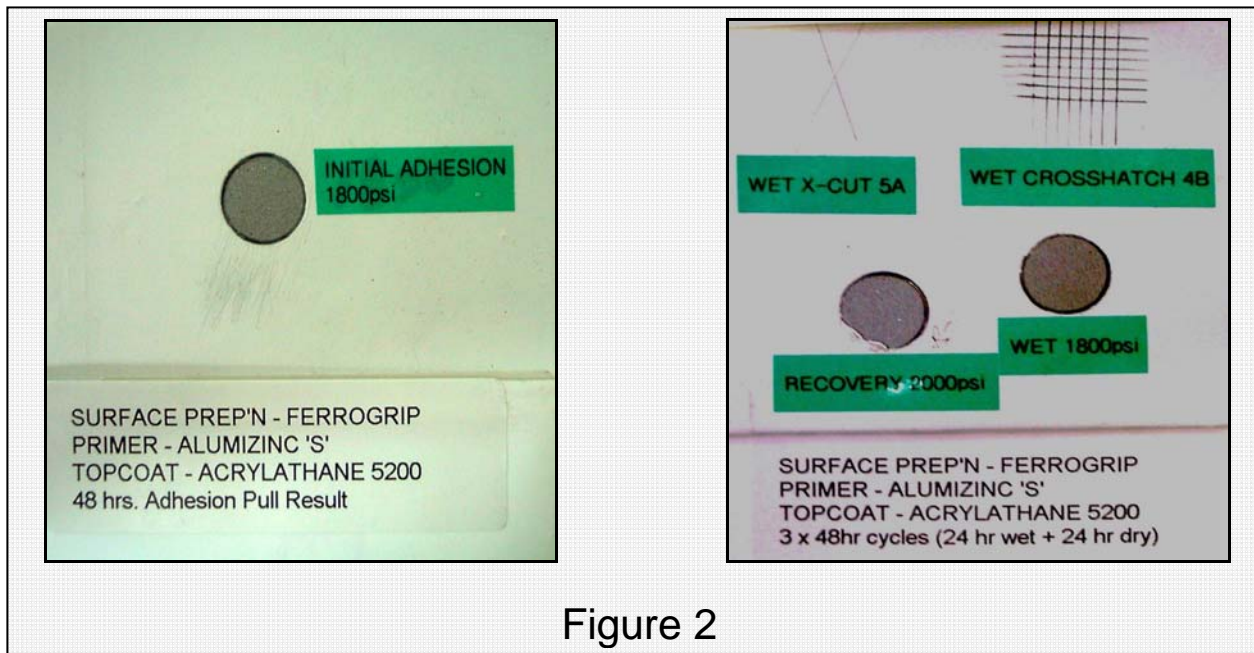 INITIAL ADHESION
1800psi
SURFACE PREP'N - FERROGRIP
PRIMER - ALUMIZINC 'S'
TOPCOAT - ACRYLATHANE 5200
48 hrs. Adhesion Pull Result
WET X-CUT 5A
WET CROSSHATCH 4B
WET 1800psi
RECOVERY 2000psi
SURFACE PREP'N - FERROGRIP
PRIMER - ALUMIZINC 'S'
TOPCOAT - ACRYLATHANE 5200
3 x 48hr cycles (24 hr wet + 24 hr dry)
Figure 2